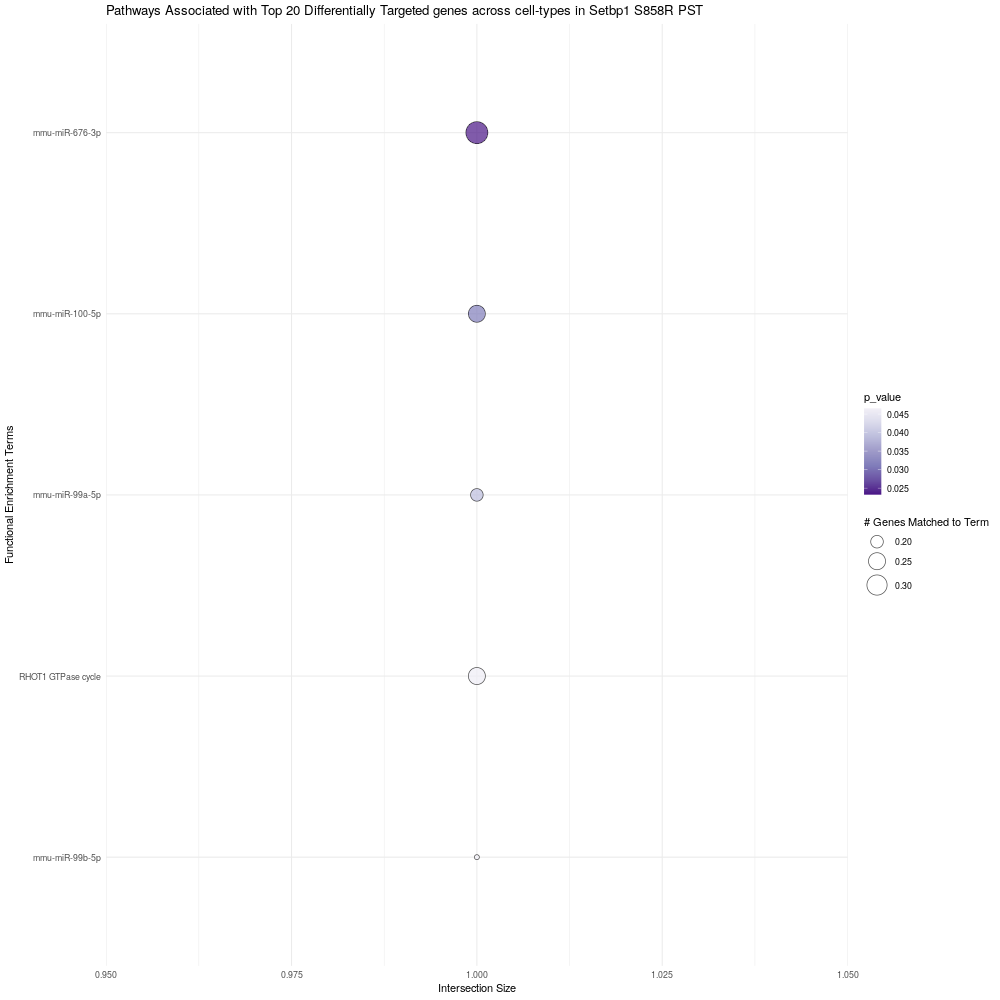 Pathways Associated with Top 20 Differentially Targeted genes across cell-types in Setbp1 S858R PST
Functional Enrichment Terms
mmu-miR-676-3p
mmu-miR-100-5p
mmu-miR-99a-5p
RHOT1 GTPase cycle
mmu-miR-99b-5p
0.950 0.975 1.000 1.025 1.050
Intersection Size
p_value
0.045
0.040
0.035
0.030
0.025
# Genes Matched to Term
0.20
0.25
0.30